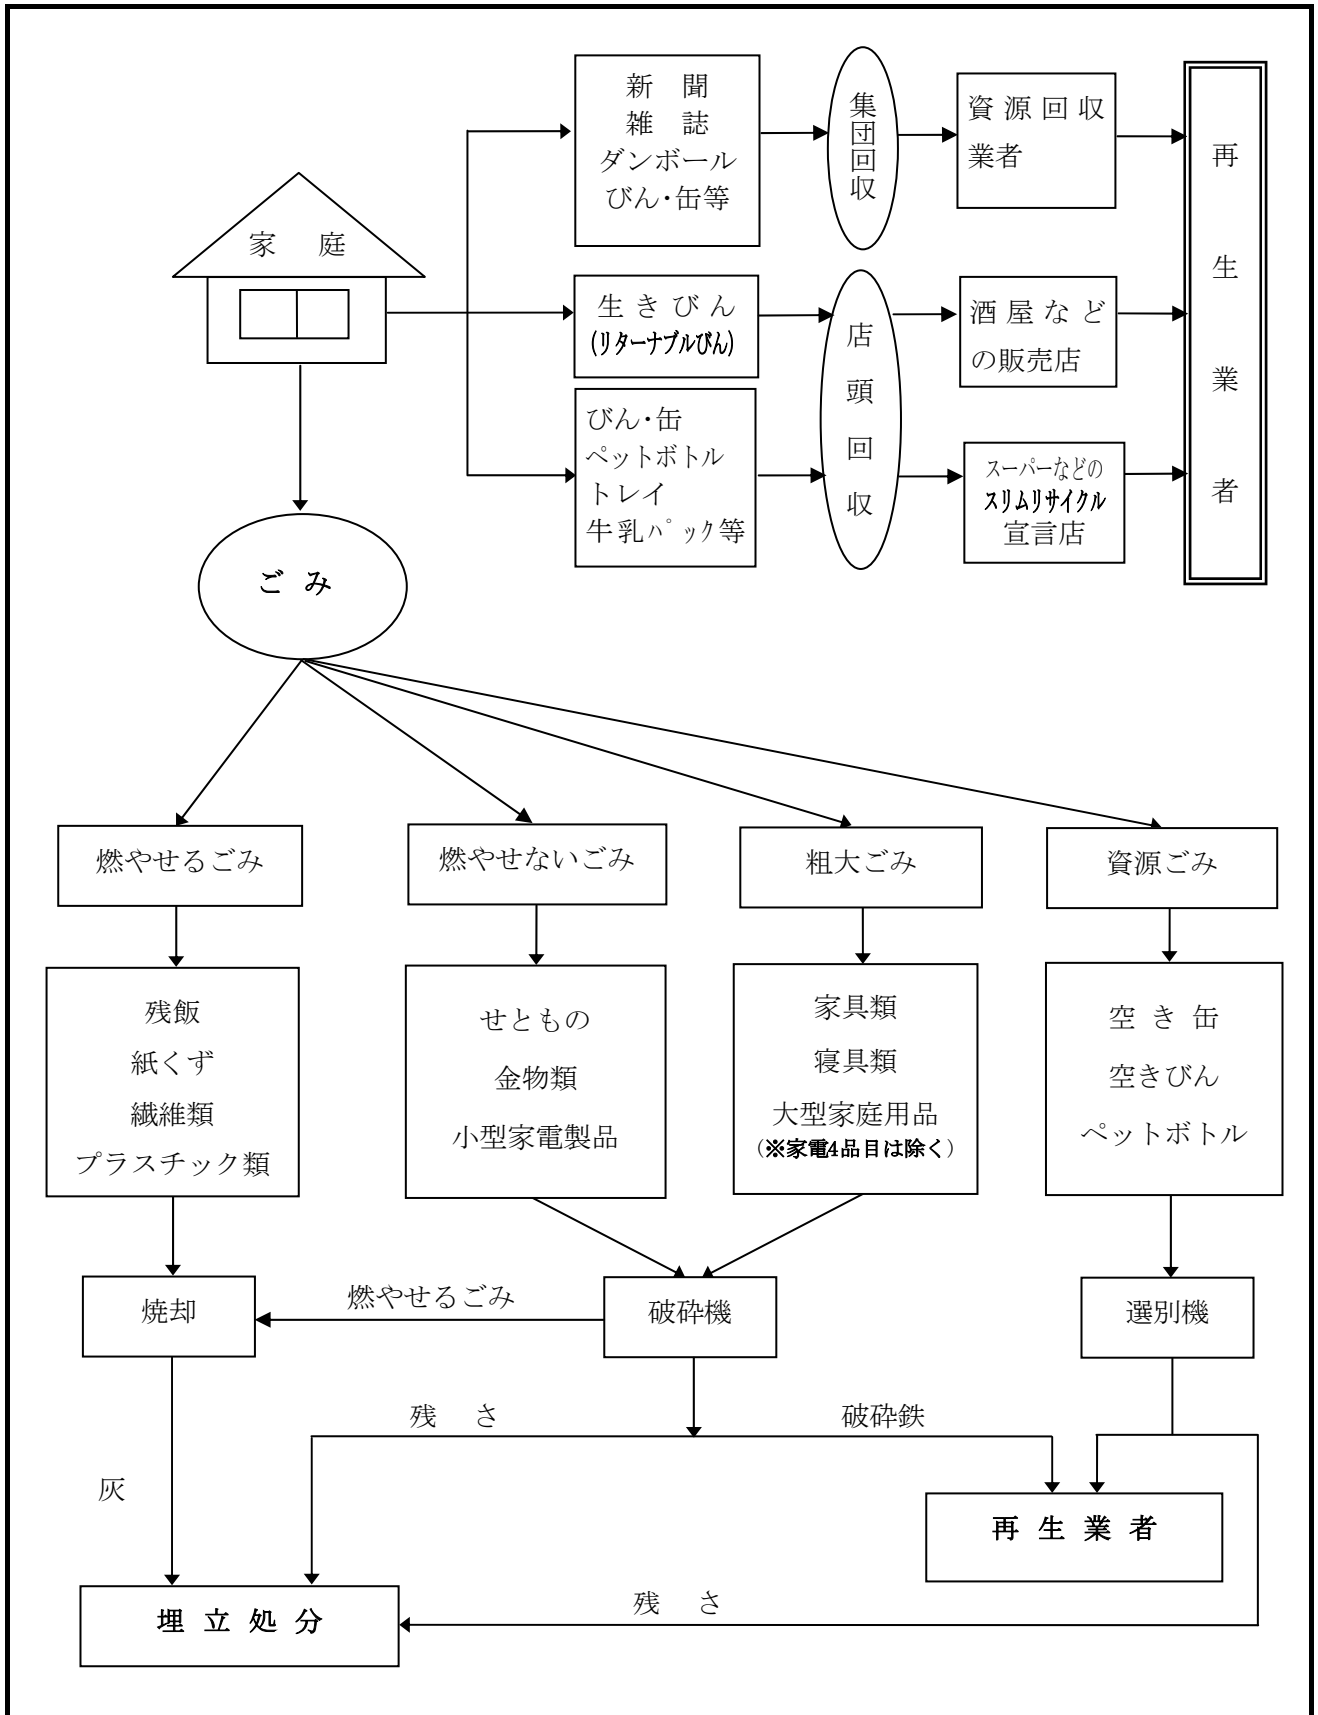 家 庭
新 聞
雑 誌
ダンボール
びん・缶等
集団回収
資源回収
業者
再生業者
生きびん
(リターナブルびん)
店頭回収
酒屋など
の販売店
びん・缶
ペットボトル
トレイ
牛乳パック等
スーパーなどの
スリムリサイクル
宣言店
ごみ
燃やせるごみ
燃やせないごみ
粗大ごみ
資源ごみ
残飯
紙くず
繊維類
プラスチック類
せともの
金物類
小型家電製品
家具類
寝具類
大型家庭用品
(※家電4品目は除く)
空き缶
空きびん
ペットボトル
焼却
燃やせるごみ
破砕機
選別機
残 さ
破砕鉄
灰
再生業者
埋立処分
残 さ